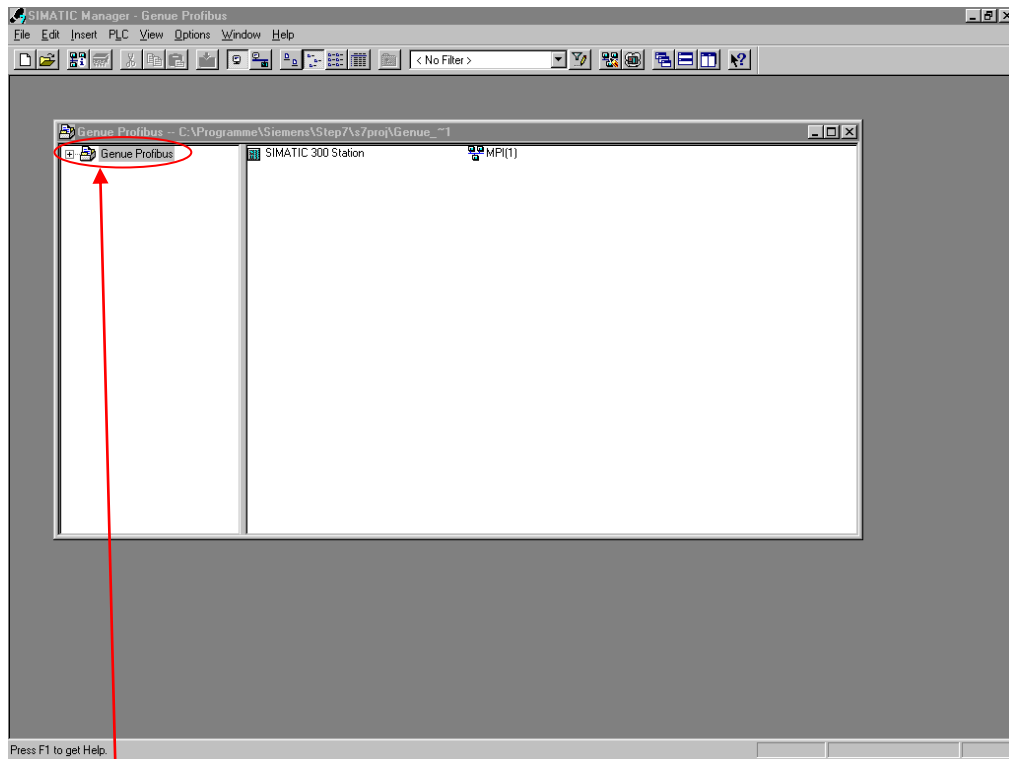 SIMATIC Manager - Genue Profibus
File Edit Insert PLC View Options Window Help
< No Filter >
Genue Profibus -- C:\Programme\Siemens\Step7\s7proj\Genue_~1
Genue Profibus
SIMATIC 300 Station MPI(1)
Press F1 to get Help.